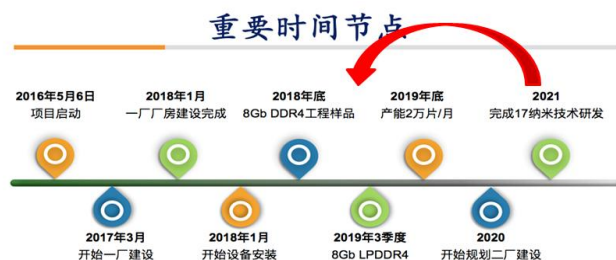 重要时间节点
2016年5月6日
项目启动
2018年1月
一厂厂房建设完成
2018年底
8Gb DDR4工程样品
2019年底
产能2万片/月
2021
完成17纳米技术研发
2017年3月
开始一厂建设
2018年1月
开始设备安装
2019年3季度
8Gb LPDDR4
2020
开始规划二厂建设